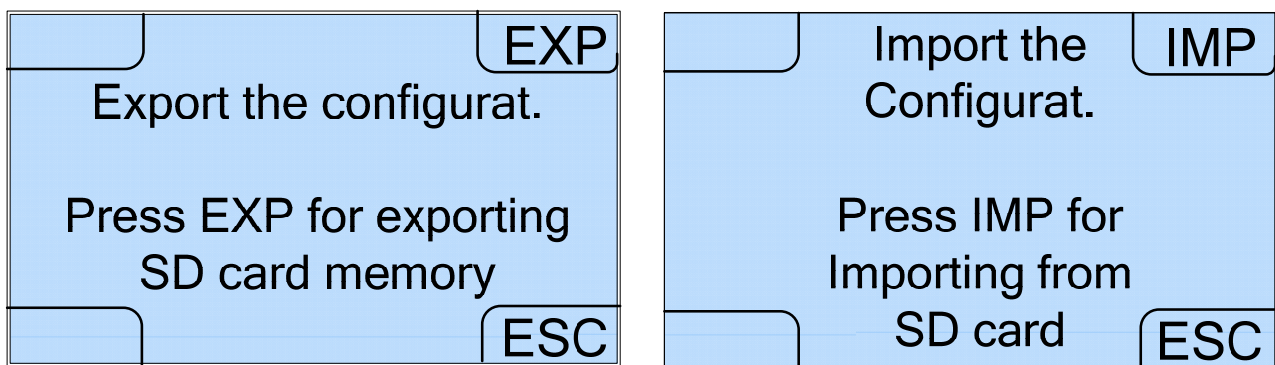 EXP
Export the configurat.
Press EXP for exporting
SD card memory
ESC
Import the
IMP
Configurat.
Press IMP for
Importing from
SD card
ESC